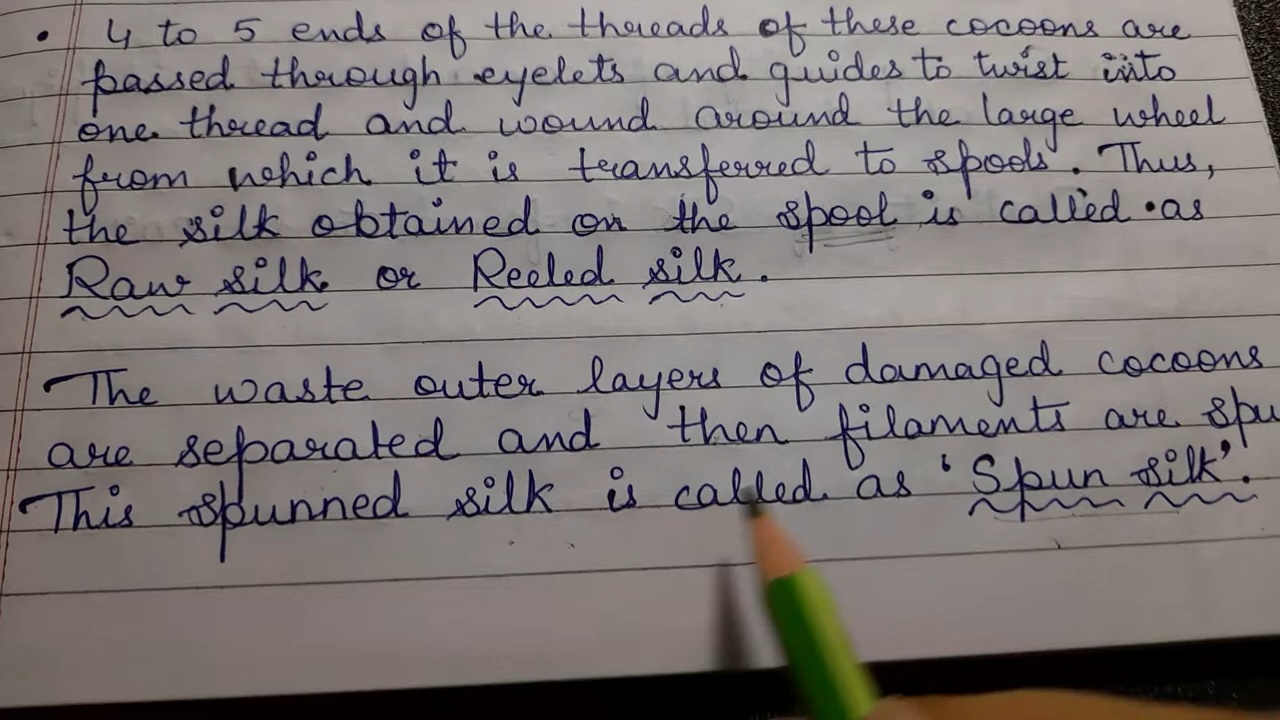 • 4 to 5 ends of the threads of these cocoons are
passed through eyelets and guides to twist into
one thread and wound around the large wheel
from which it is transferred to spools. Thus,
the silk obtained on the spool is called as
Raw silk or Reeled silk.
The waste outer layers of damaged cocoons
are separated and then filaments are spu
This spunned silk is called as 'Spun silk'.